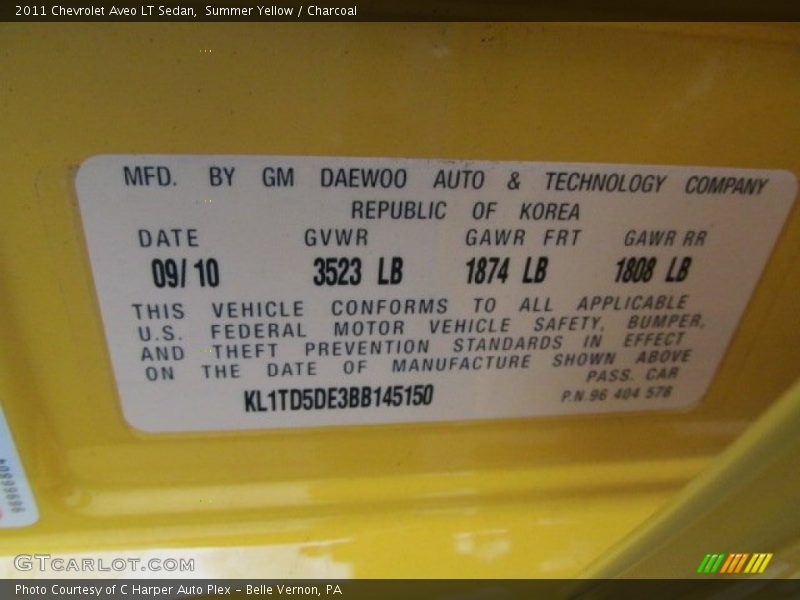 2011 Chevrolet Aveo LT Sedan, Summer Yellow / Charcoal
MFD. BY GM DAEWOO AUTO & TECHNOLOGY COMPANY
REPUBLIC OF KOREA
DATE GVWR GAWR FRT GAWR RR
09/10 3523 LB 1874 LB 1808 LB
THIS VEHICLE CONFORMS TO ALL APPLICABLE
U.S. FEDERAL MOTOR VEHICLE SAFETY, BUMPER,
AND THEFT PREVENTION STANDARDS IN EFFECT
ON THE DATE OF MANUFACTURE SHOWN ABOVE
PASS. CAR
KL1TD5DE3BB145150 P.N.96 404 578
GTCARLOT.COM
Photo Courtesy of C Harper Auto Plex - Belle Vernon, PA